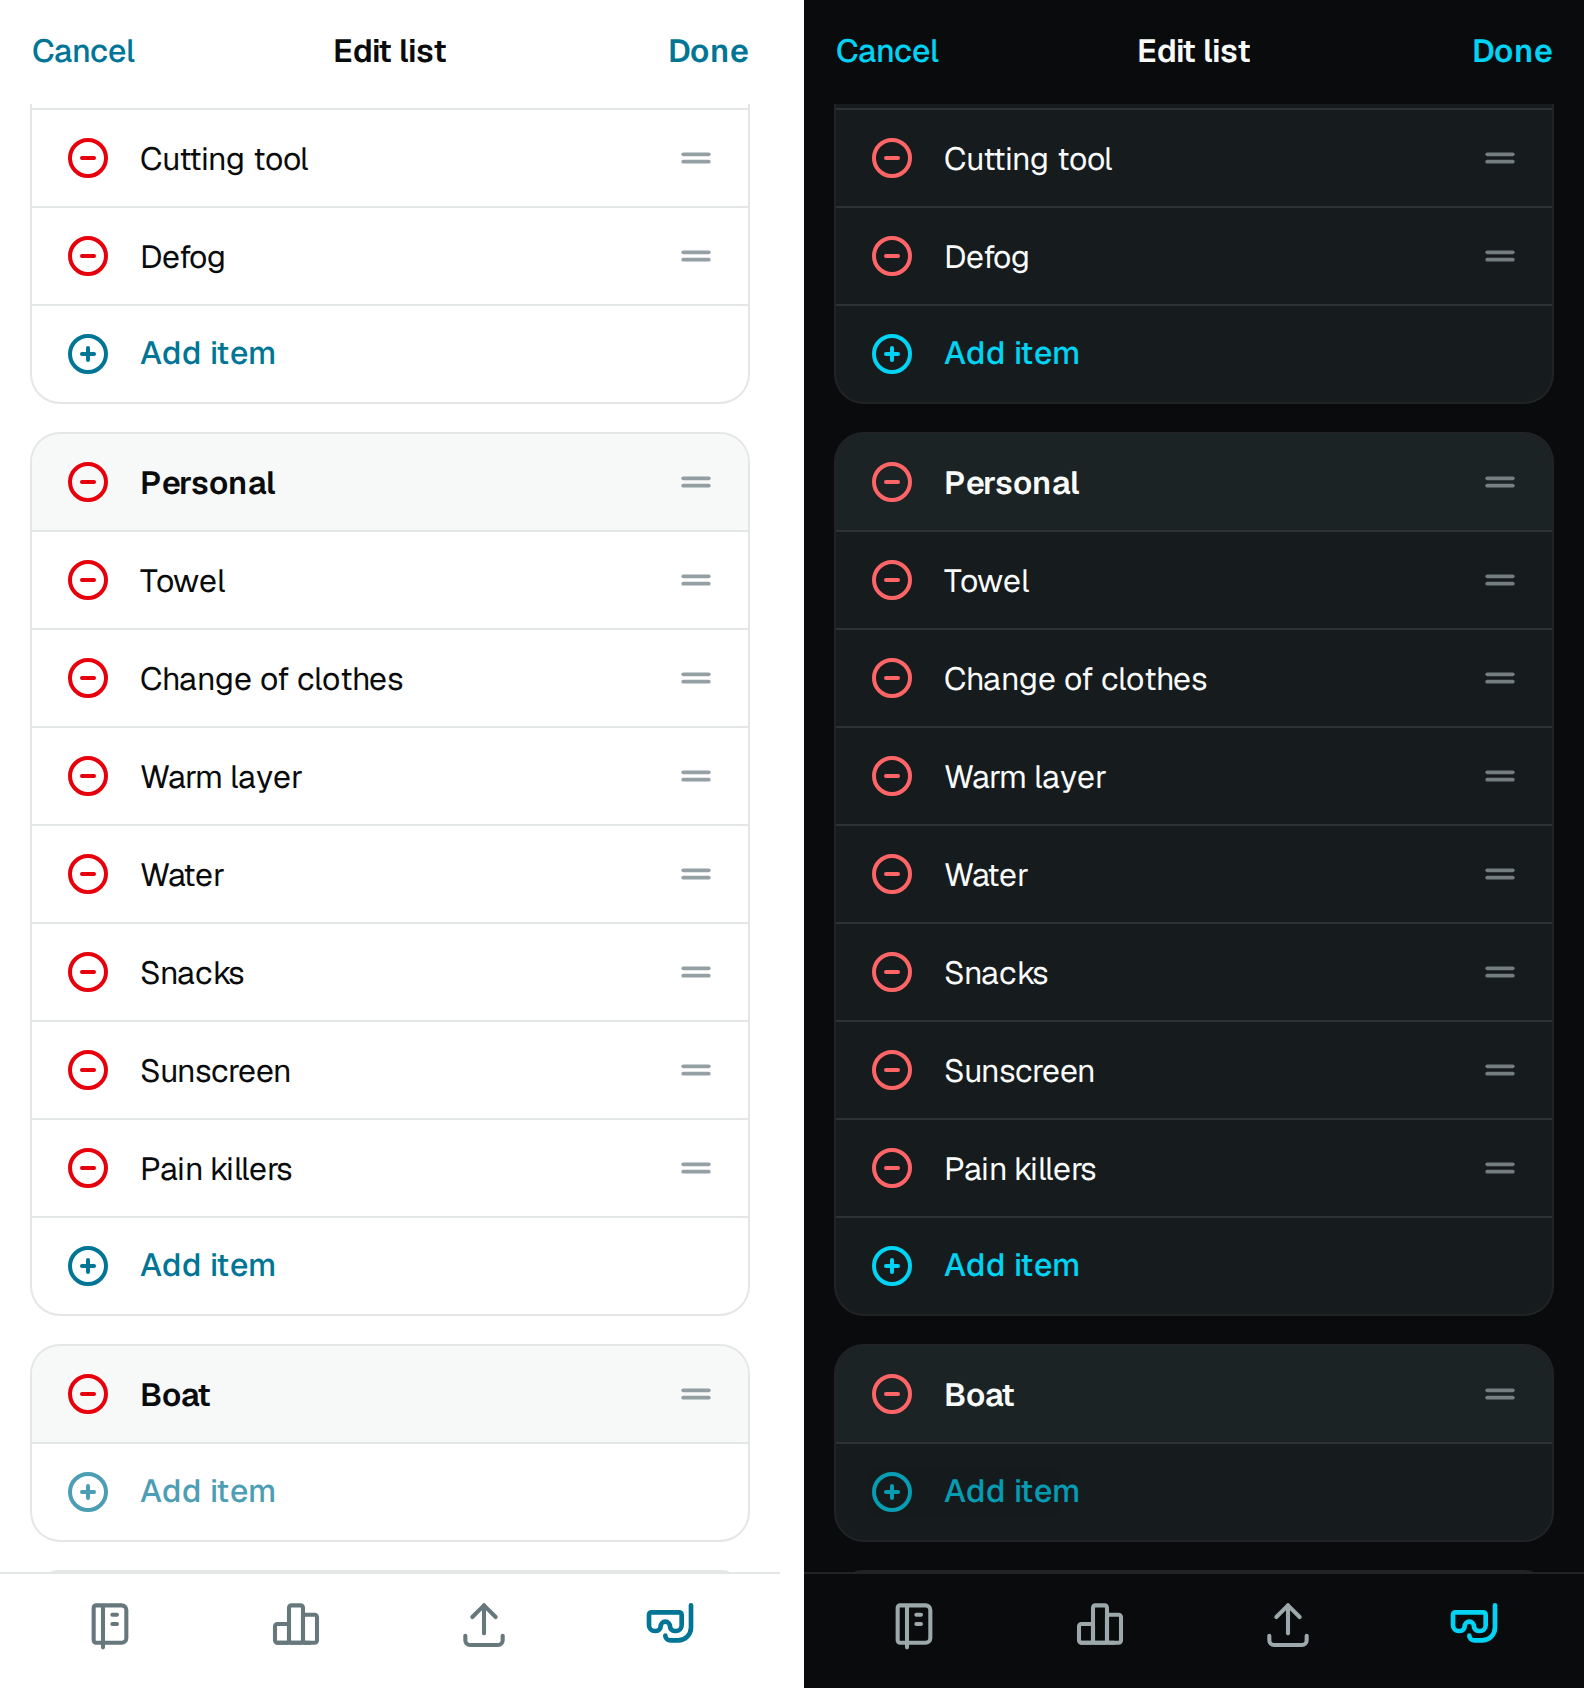 Cancel Edit list Done
Cutting tool
Defog
Add item
Personal
Towel
Change of clothes
Warm layer
Water
Snacks
Sunscreen
Pain killers
Add item
Boat
Add item
Cancel Edit list Done
Cutting tool
Defog
Add item
Personal
Towel
Change of clothes
Warm layer
Water
Snacks
Sunscreen
Pain killers
Add item
Boat
Add item